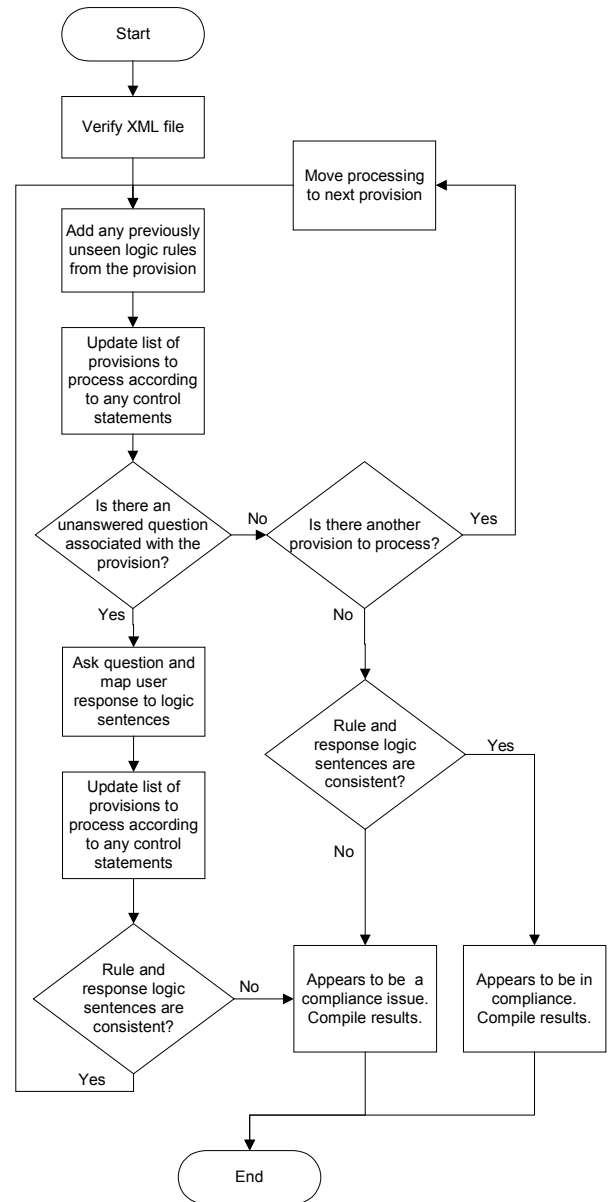 Start
Verify XML file
Move processing
to next provision
Add any previously
unseen logic rules
from the provision
Update list of
provisions to
process according
to any control
statements
Is there an
unanswered question
associated with the
provision?
No
Is there another
provision to process?
Yes
Yes
No
Ask question and
map user
response to logic
sentences
Rule and
response logic
sentences are
consistent?
Yes
No
Update list of
provisions to
process according
to any control
statements
Rule and
response logic
sentences are
consistent?
No
Yes
Appears to be a
compliance issue.
Compile results.
Appears to be in
compliance.
Compile results.
End